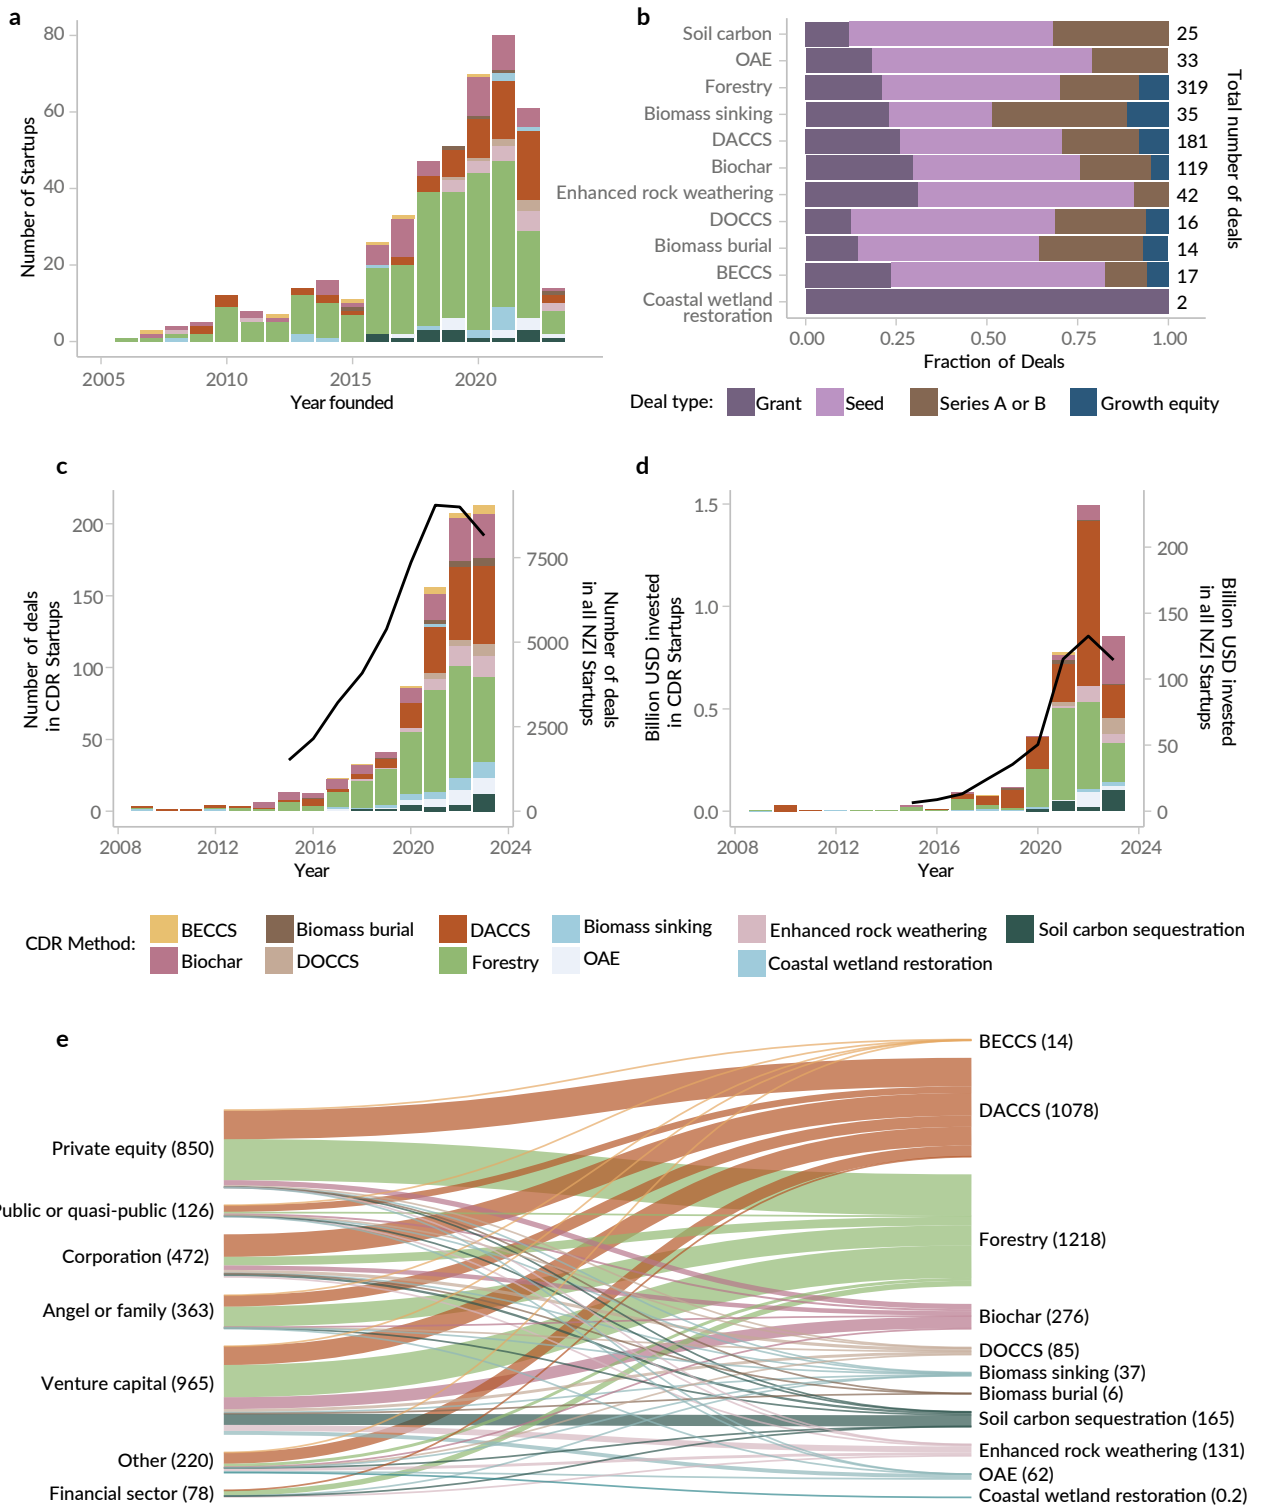 a
80
60
40
20
0
Number of Startups
2005
2010
2015
2020
Year founded
b
Soil carbon
25
OAE
33
Forestry
319
Biomass sinking
35
DACCS
181
Biochar
119
Enhanced rock weathering
42
DOCCS
16
Biomass burial
14
BECCS
17
Coastal wetland
restoration
2
Total number of deals
0.00
0.25
0.50
0.75
1.00
Fraction of Deals
Deal type:
Grant
Seed
Series A or B
Growth equity
c
200
150
100
50
0
Number of deals
in CDR Startups
7500
5000
2500
0
Number of deals
in all NZI Startups
2008
2012
2016
2020
2024
Year
d
1.5
1.0
0.5
0.0
Billion USD invested
in CDR Startups
200
150
100
50
0
Billion USD invested
in all NZI Startups
2008
2012
2016
2020
2024
Year
CDR Method:
BECCS
Biomass burial
DACCS
Biomass sinking
Enhanced rock weathering
Soil carbon sequestration
Biochar
DOCCS
Forestry
OAE
Coastal wetland restoration
e
Private equity (850)
Public or quasi-public (126)
Corporation (472)
Angel or family (363)
Venture capital (965)
Other (220)
Financial sector (78)
BECCS (14)
DACCS (1078)
Forestry (1218)
Biochar (276)
DOCCS (85)
Biomass sinking (37)
Biomass burial (6)
Soil carbon sequestration (165)
Enhanced rock weathering (131)
OAE (62)
Coastal wetland restoration (0.2)